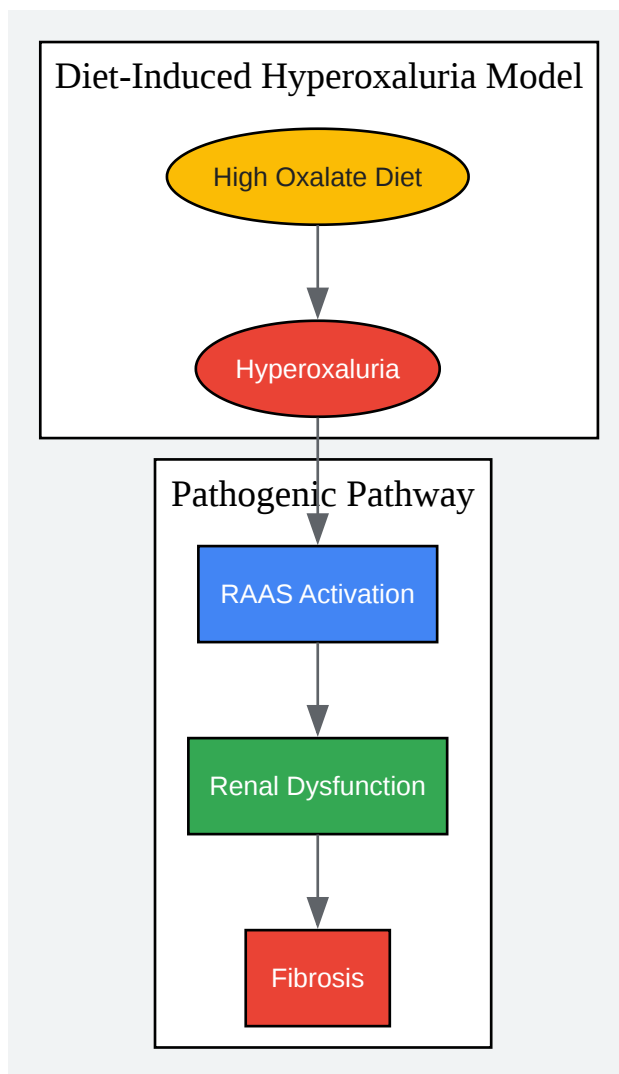 Diet-Induced Hyperoxaluria Model
High Oxalate Diet
Hyperoxaluria
Pathogenic Pathway
RAAS Activation
Renal Dysfunction
Fibrosis